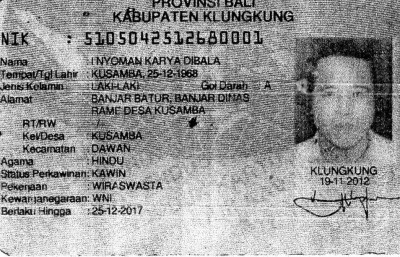 PROVINSI BALI
KABUPATEN KLUNGKUNG
NIK : 5105042512680001
Nama : I NYOMAN KARYA DIBALA
Tempat/Tgl Lahir : KUSAMBA, 25-12-1968
Jenis Kelamin : LAKI-LAKI Gol Darah : A
Alamat : BANJAR BATUR, BANJAR DINAS
RAME DESA KUSAMBA
RT/RW :
Kel/Desa : KUSAMBA
Kecamatan : DAWAN
Agama : HINDU
Status Perkawinan: KAWIN
Pekerjaan : WIRASWASTA
Kewarganegaraan: WNI
Berlaku Hingga : 25-12-2017
KLUNGKUNG
19-11-2012